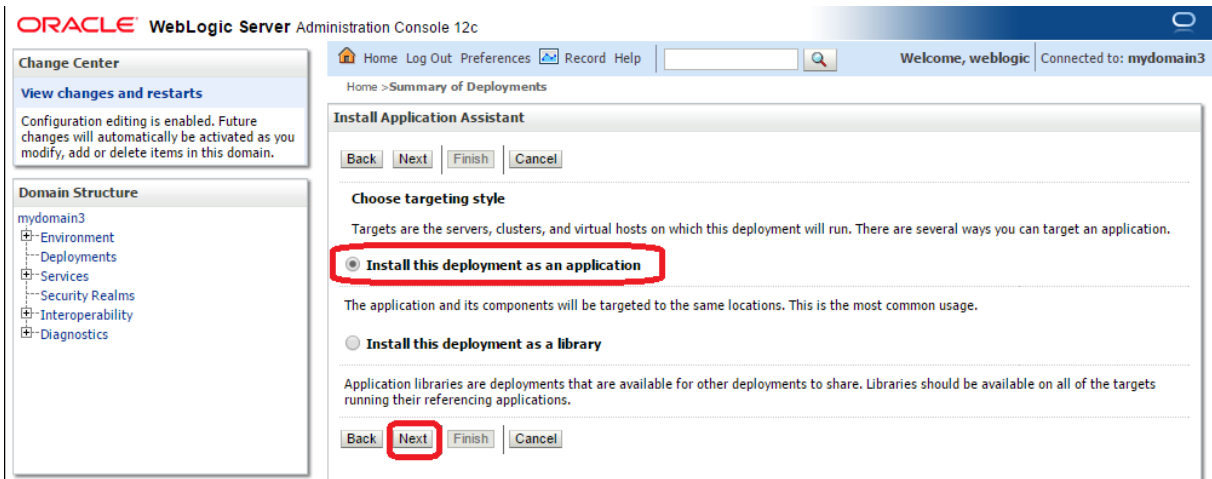 ORACLE WebLogic Server Administration Console 12c
Change Center
View changes and restarts
Configuration editing is enabled. Future
changes will automatically be activated as you
modify, add or delete items in this domain.
Domain Structure
mydomain3
Environment
Deployments
Services
Security Realms
Interoperability
Diagnostics
Home Log Out Preferences Record Help
Welcome, weblogic Connected to: mydomain3
Home >Summary of Deployments
Install Application Assistant
Back Next Finish Cancel
Choose targeting style
Targets are the servers, clusters, and virtual hosts on which this deployment will run. There are several ways you can target an application.
Install this deployment as an application
The application and its components will be targeted to the same locations. This is the most common usage.
Install this deployment as a library
Application libraries are deployments that are available for other deployments to share. Libraries should be available on all of the targets
running their referencing applications.
Back Next Finish Cancel